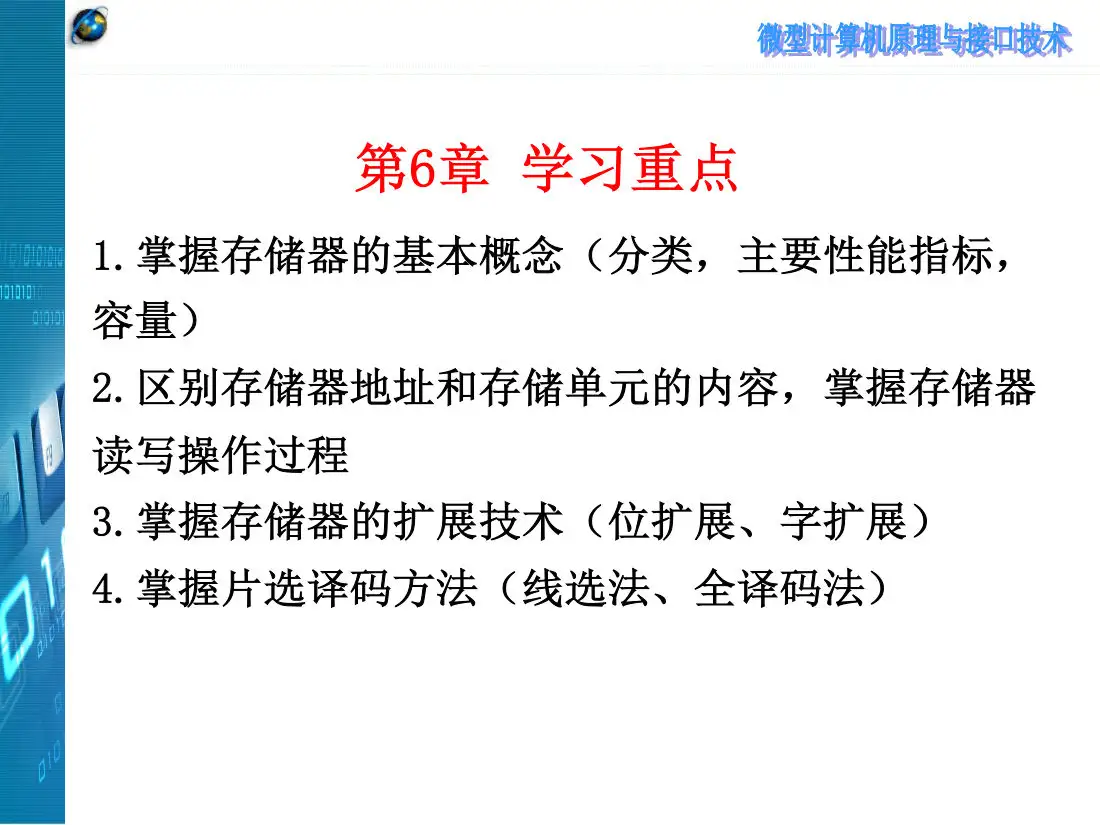 微型计算机原理与接口技术
第6章 学习重点
1.掌握存储器的基本概念（分类，主要性能指标，
容量）
2.区别存储器地址和存储单元的内容，掌握存储器
读写操作过程
3.掌握存储器的扩展技术（位扩展、字扩展）
4.掌握片选译码方法（线选法、全译码法）